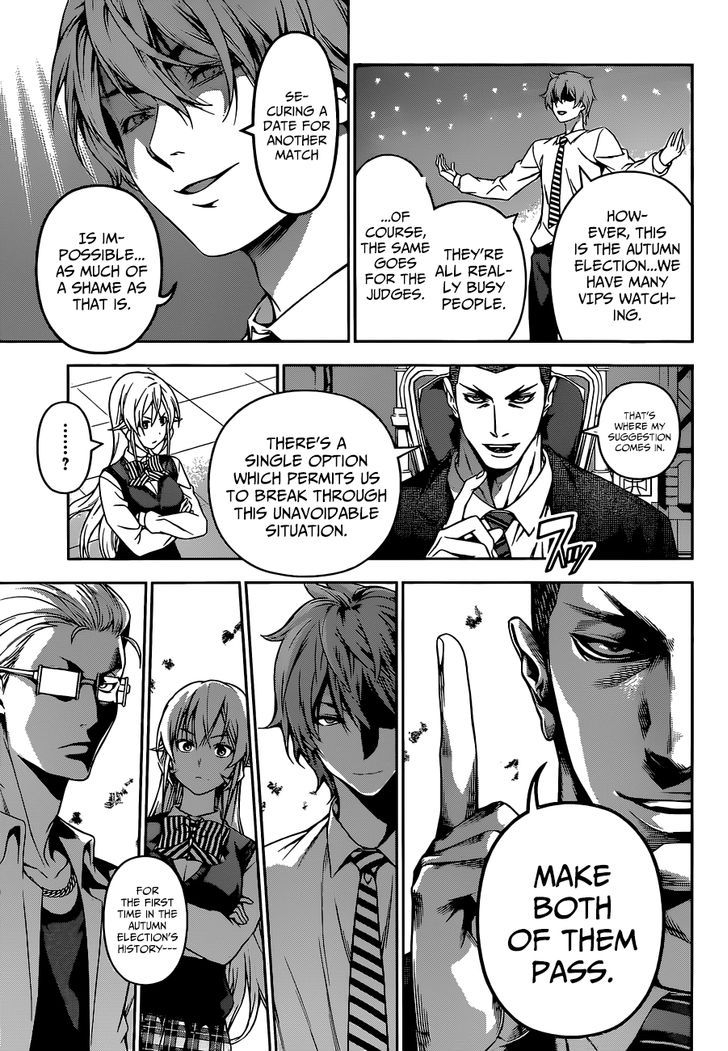 HOW-
EVER, THIS
IS THE AUTUMN
ELECTION...WE
HAVE MANY
VIPS WATCH-
ING.
THEY'RE
ALL REAL-
LY BUSY
PEOPLE.
...OF
COURSE,
THE SAME
GOES
FOR THE
JUDGES.
SE-
CURING A
DATE FOR
ANOTHER
MATCH
IS IM-
POSSIBLE...
AS MUCH OF
A SHAME AS
THAT IS.
THAT'S
WHERE MY
SUGGESTION
COMES IN.
THERE'S A
SINGLE OPTION
WHICH PERMITS US
TO BREAK THROUGH
THIS UNAVOIDABLE
SITUATION.
......
?
MAKE
BOTH
OF THEM
PASS.
FOR
THE FIRST
TIME IN THE
AUTUMN
ELECTION'S
HISTORY---